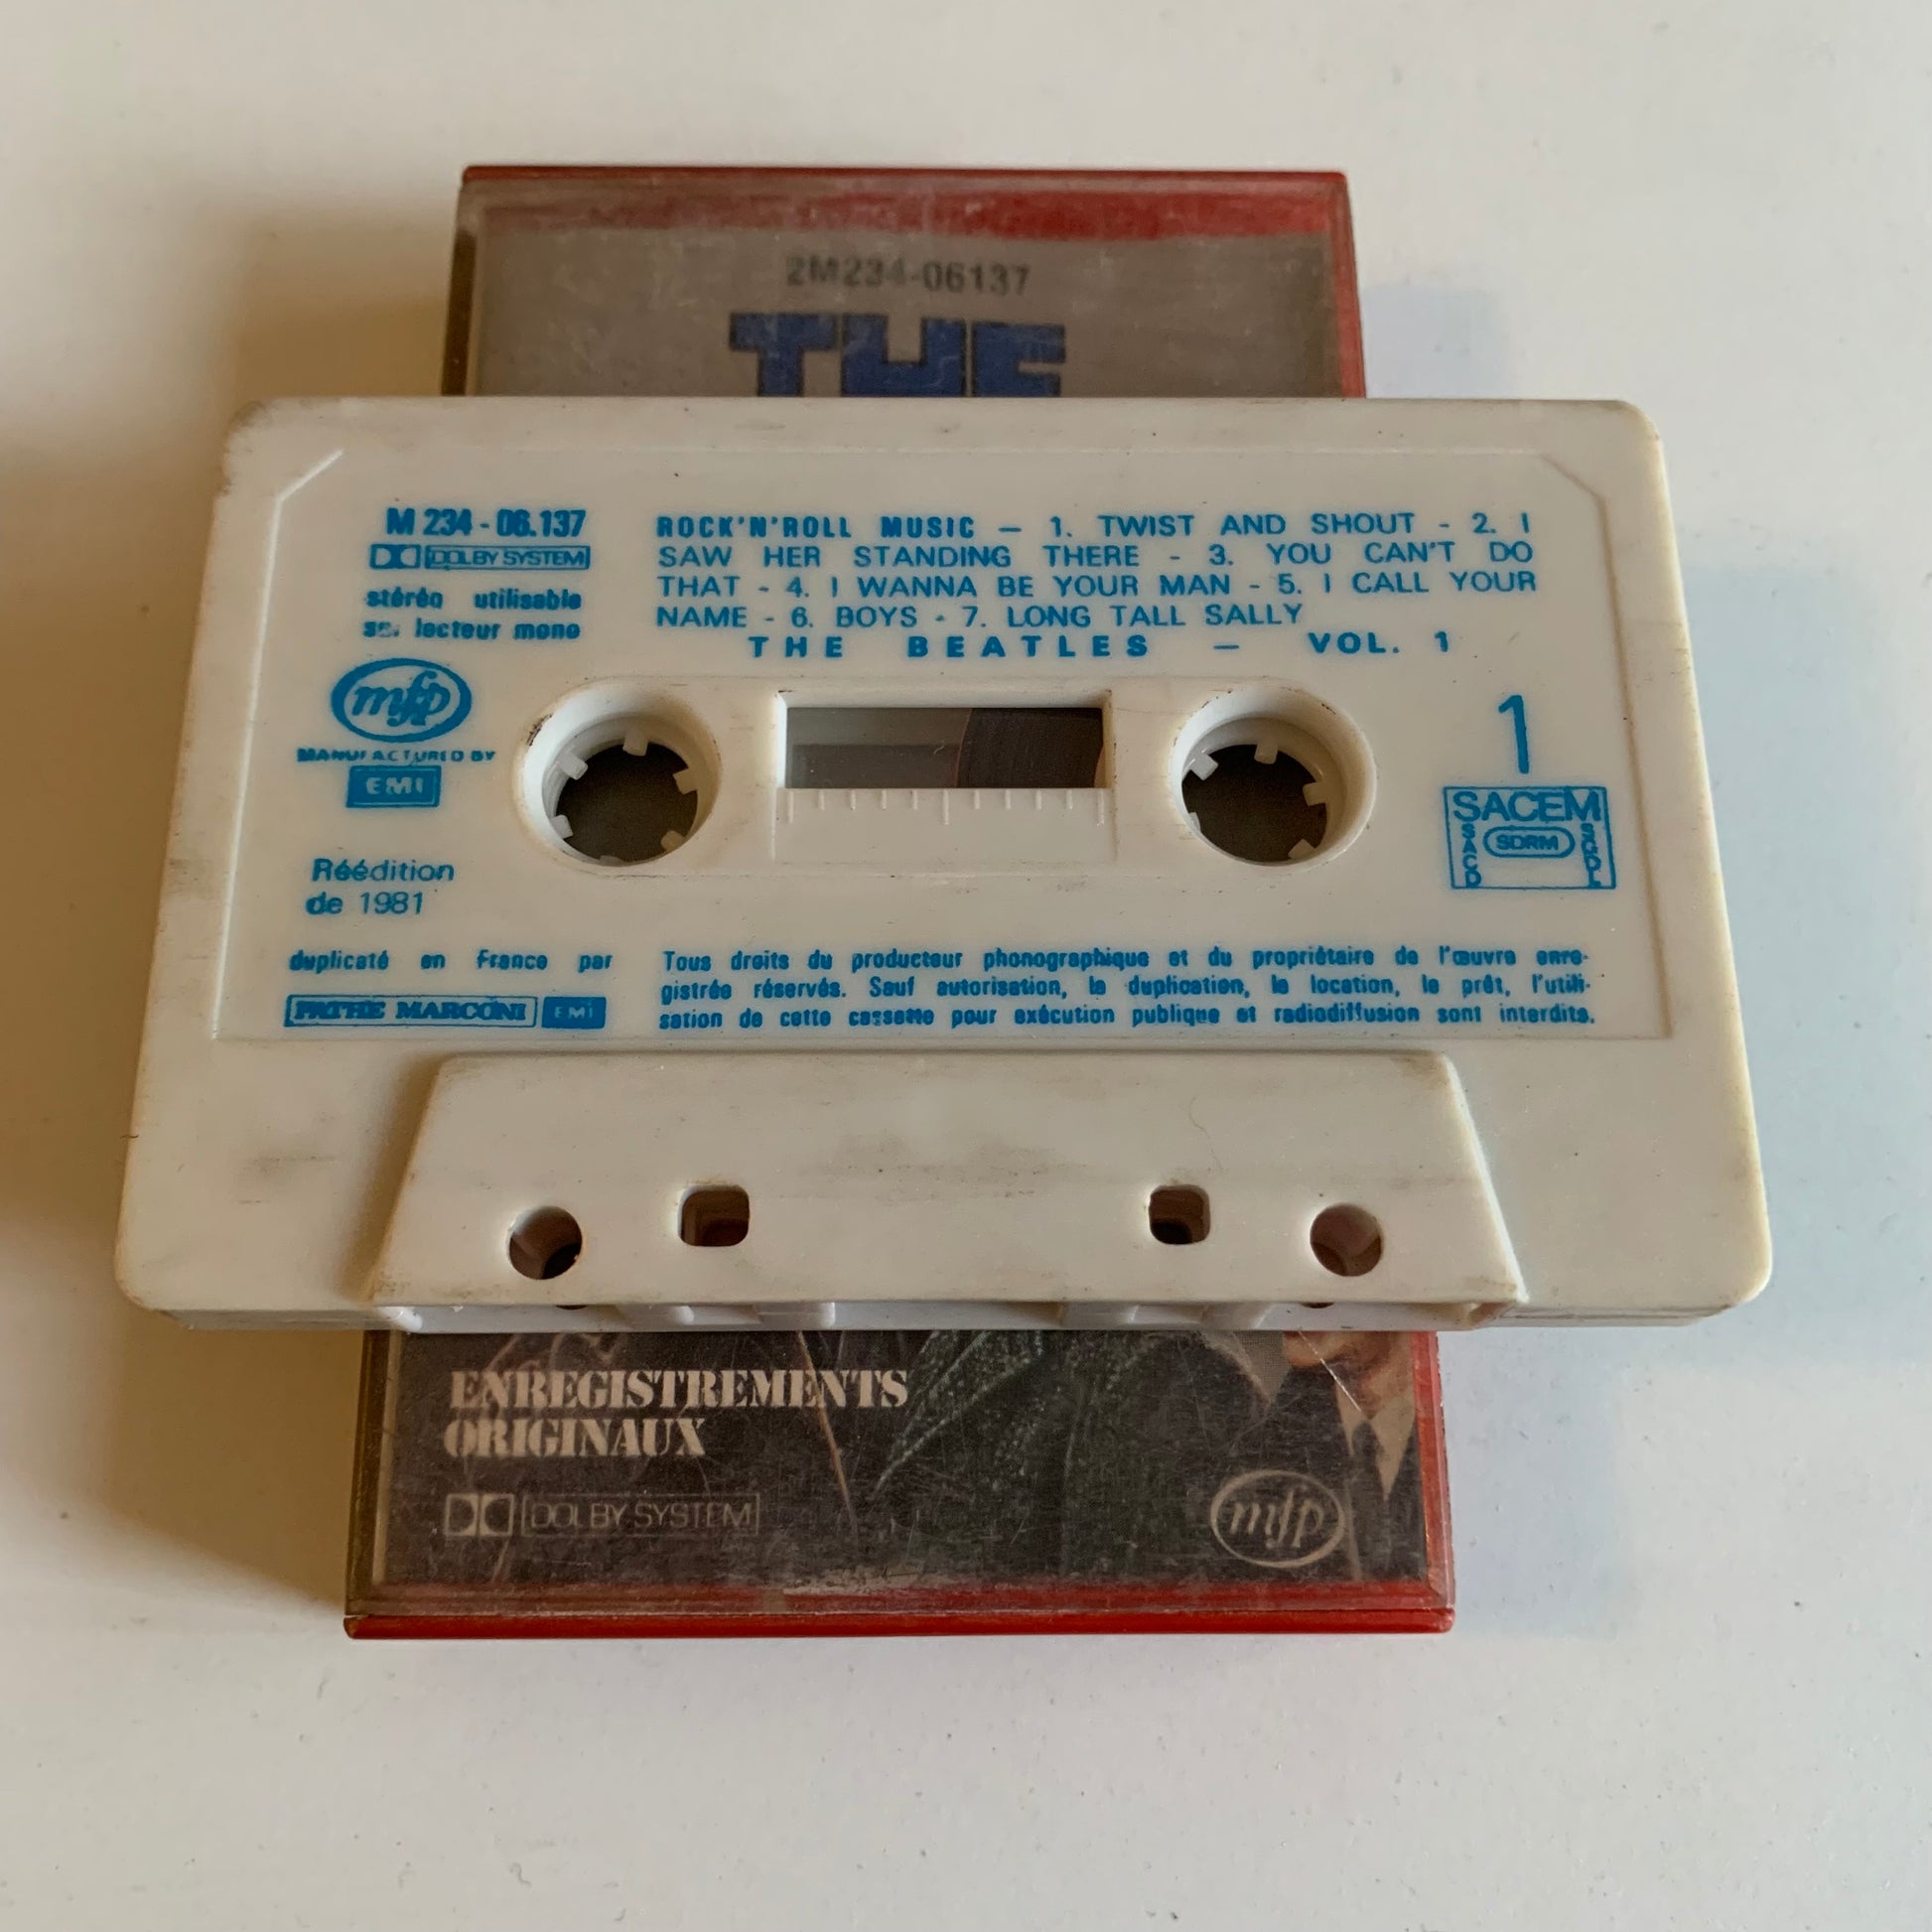 2M234-06137
THE
M 234 - 06.137
DOLBY SYSTEM
stéréo utilisable
sur lecteur mono
mfp
MANUFACTURED BY
EMI
Réédition
de 1981
duplicaté en France par
PATHE MARCONI EMI
ROCK'N'ROLL MUSIC — 1. TWIST AND SHOUT - 2. I
SAW HER STANDING THERE - 3. YOU CAN'T DO
THAT - 4. I WANNA BE YOUR MAN - 5. I CALL YOUR
NAME - 6. BOYS - 7. LONG TALL SALLY
THE BEATLES — VOL. 1
1
SACEM
SACD
SDRM
SGDL
Tous droits du producteur phonographique et du propriétaire de l'œuvre enre-
gistrée réservés. Sauf autorisation, la duplication, la location, le prêt, l'utili-
sation de cette cassette pour exécution publique et radiodiffusion sont interdits.
ENREGISTREMENTS
ORIGINAUX
DOLBY SYSTEM
mfp